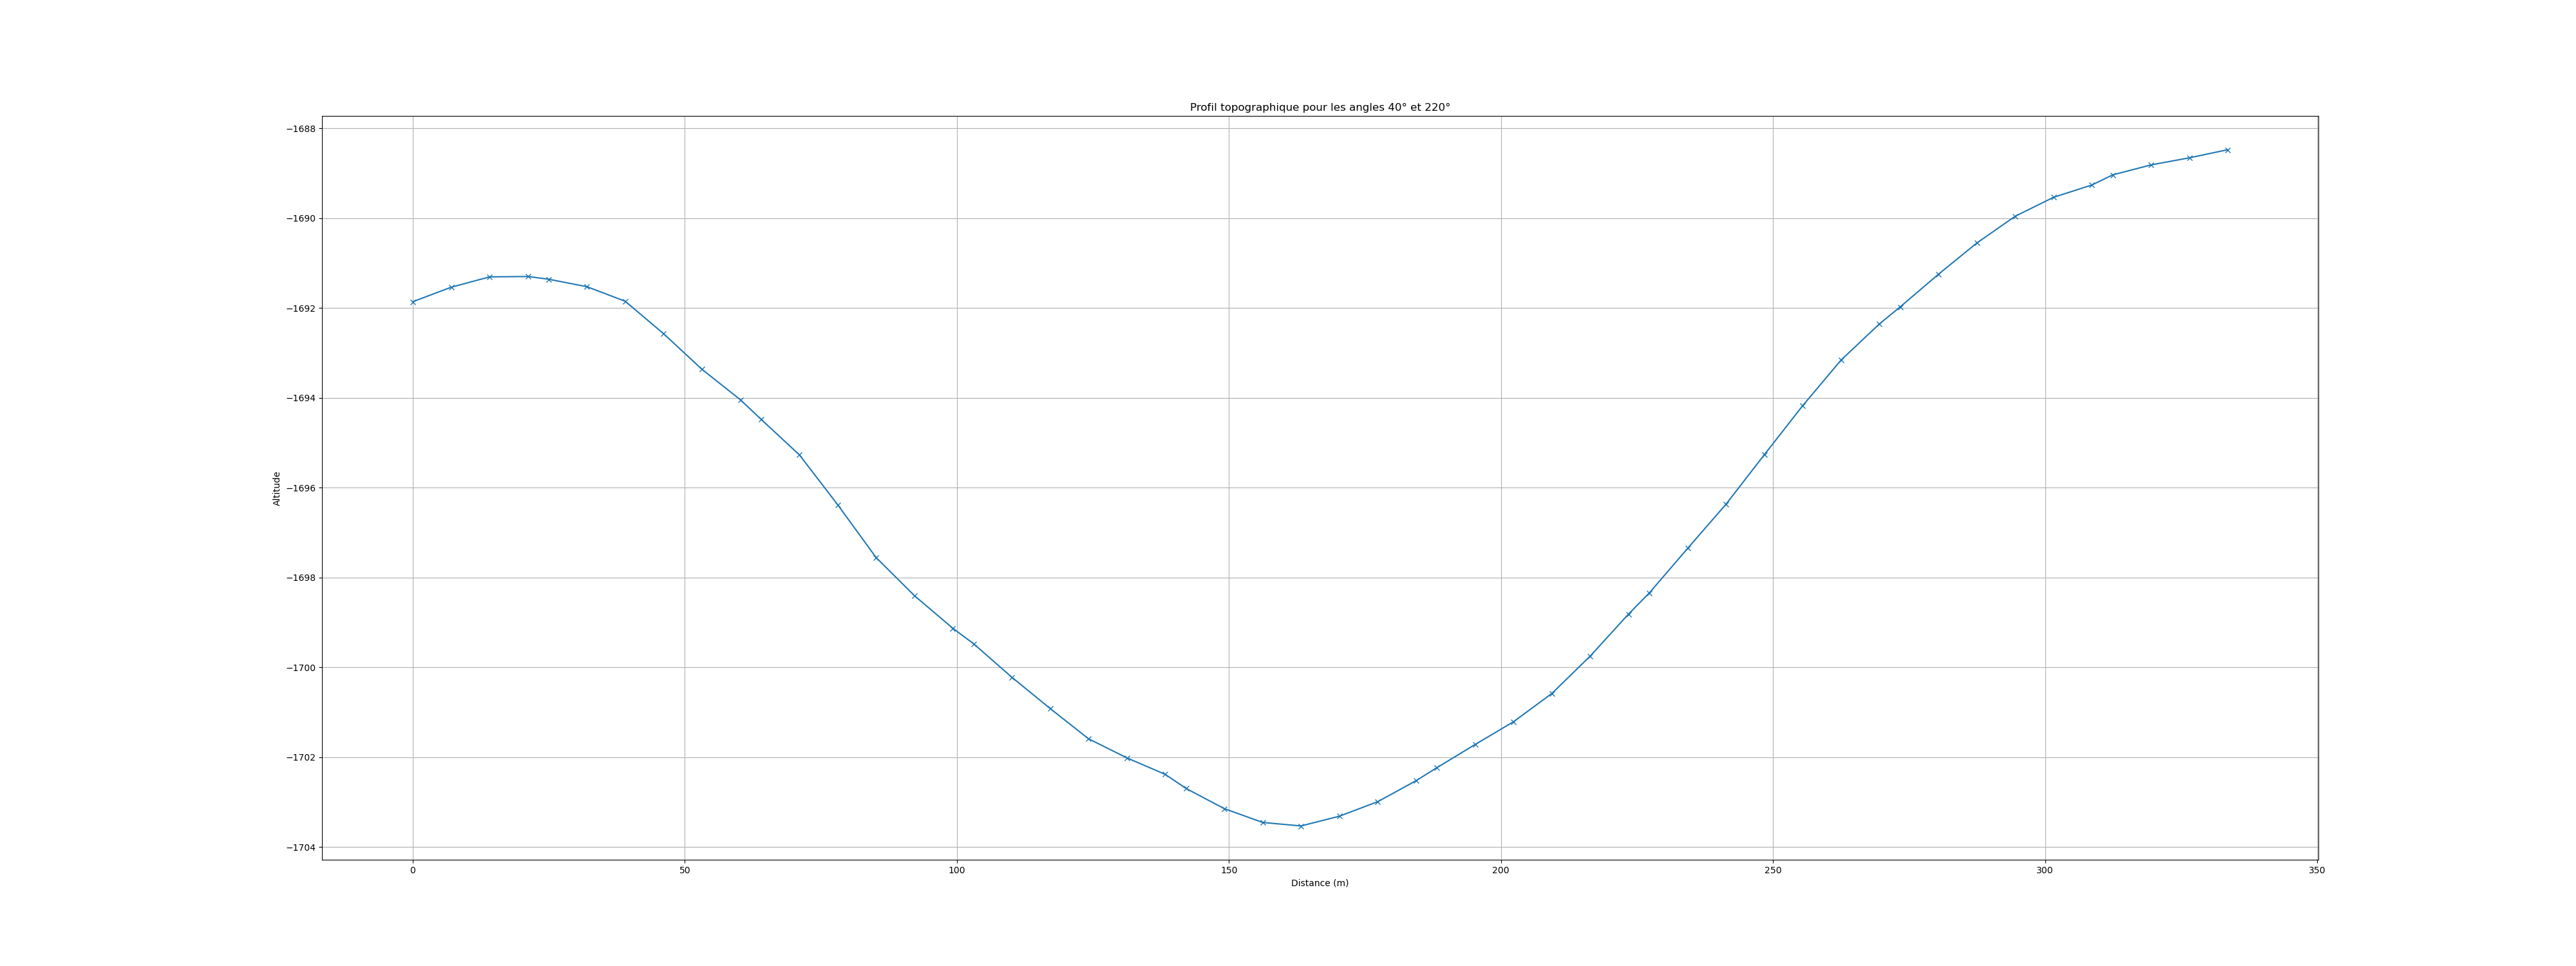 Profil topographique pour les angles 40° et 220°
−1688
−1690
−1692
−1694
−1696
−1698
−1700
−1702
−1704
Altitude
0 50 100 150 200 250 300 350
Distance (m)